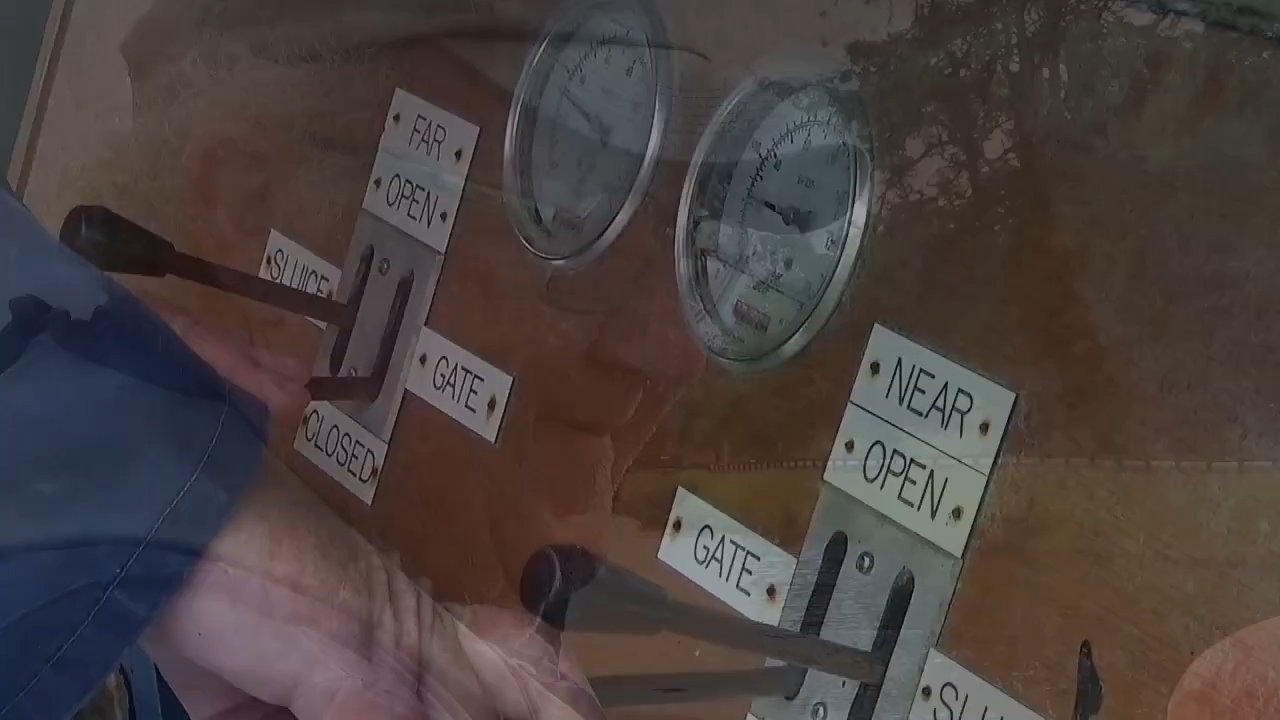 FAR
OPEN
SLUICE
GATE
CLOSED
NEAR
OPEN
GATE